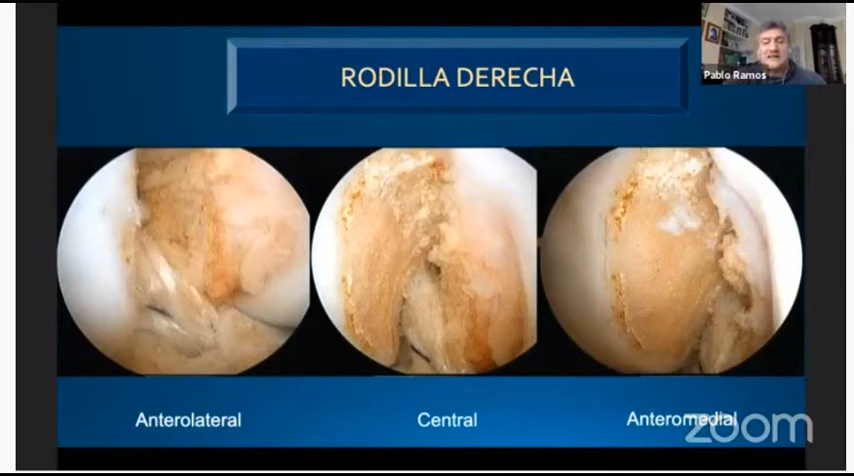 RODILLA DERECHA
Pablo Ramos
Anterolateral
Central
Anteromedial
zoom